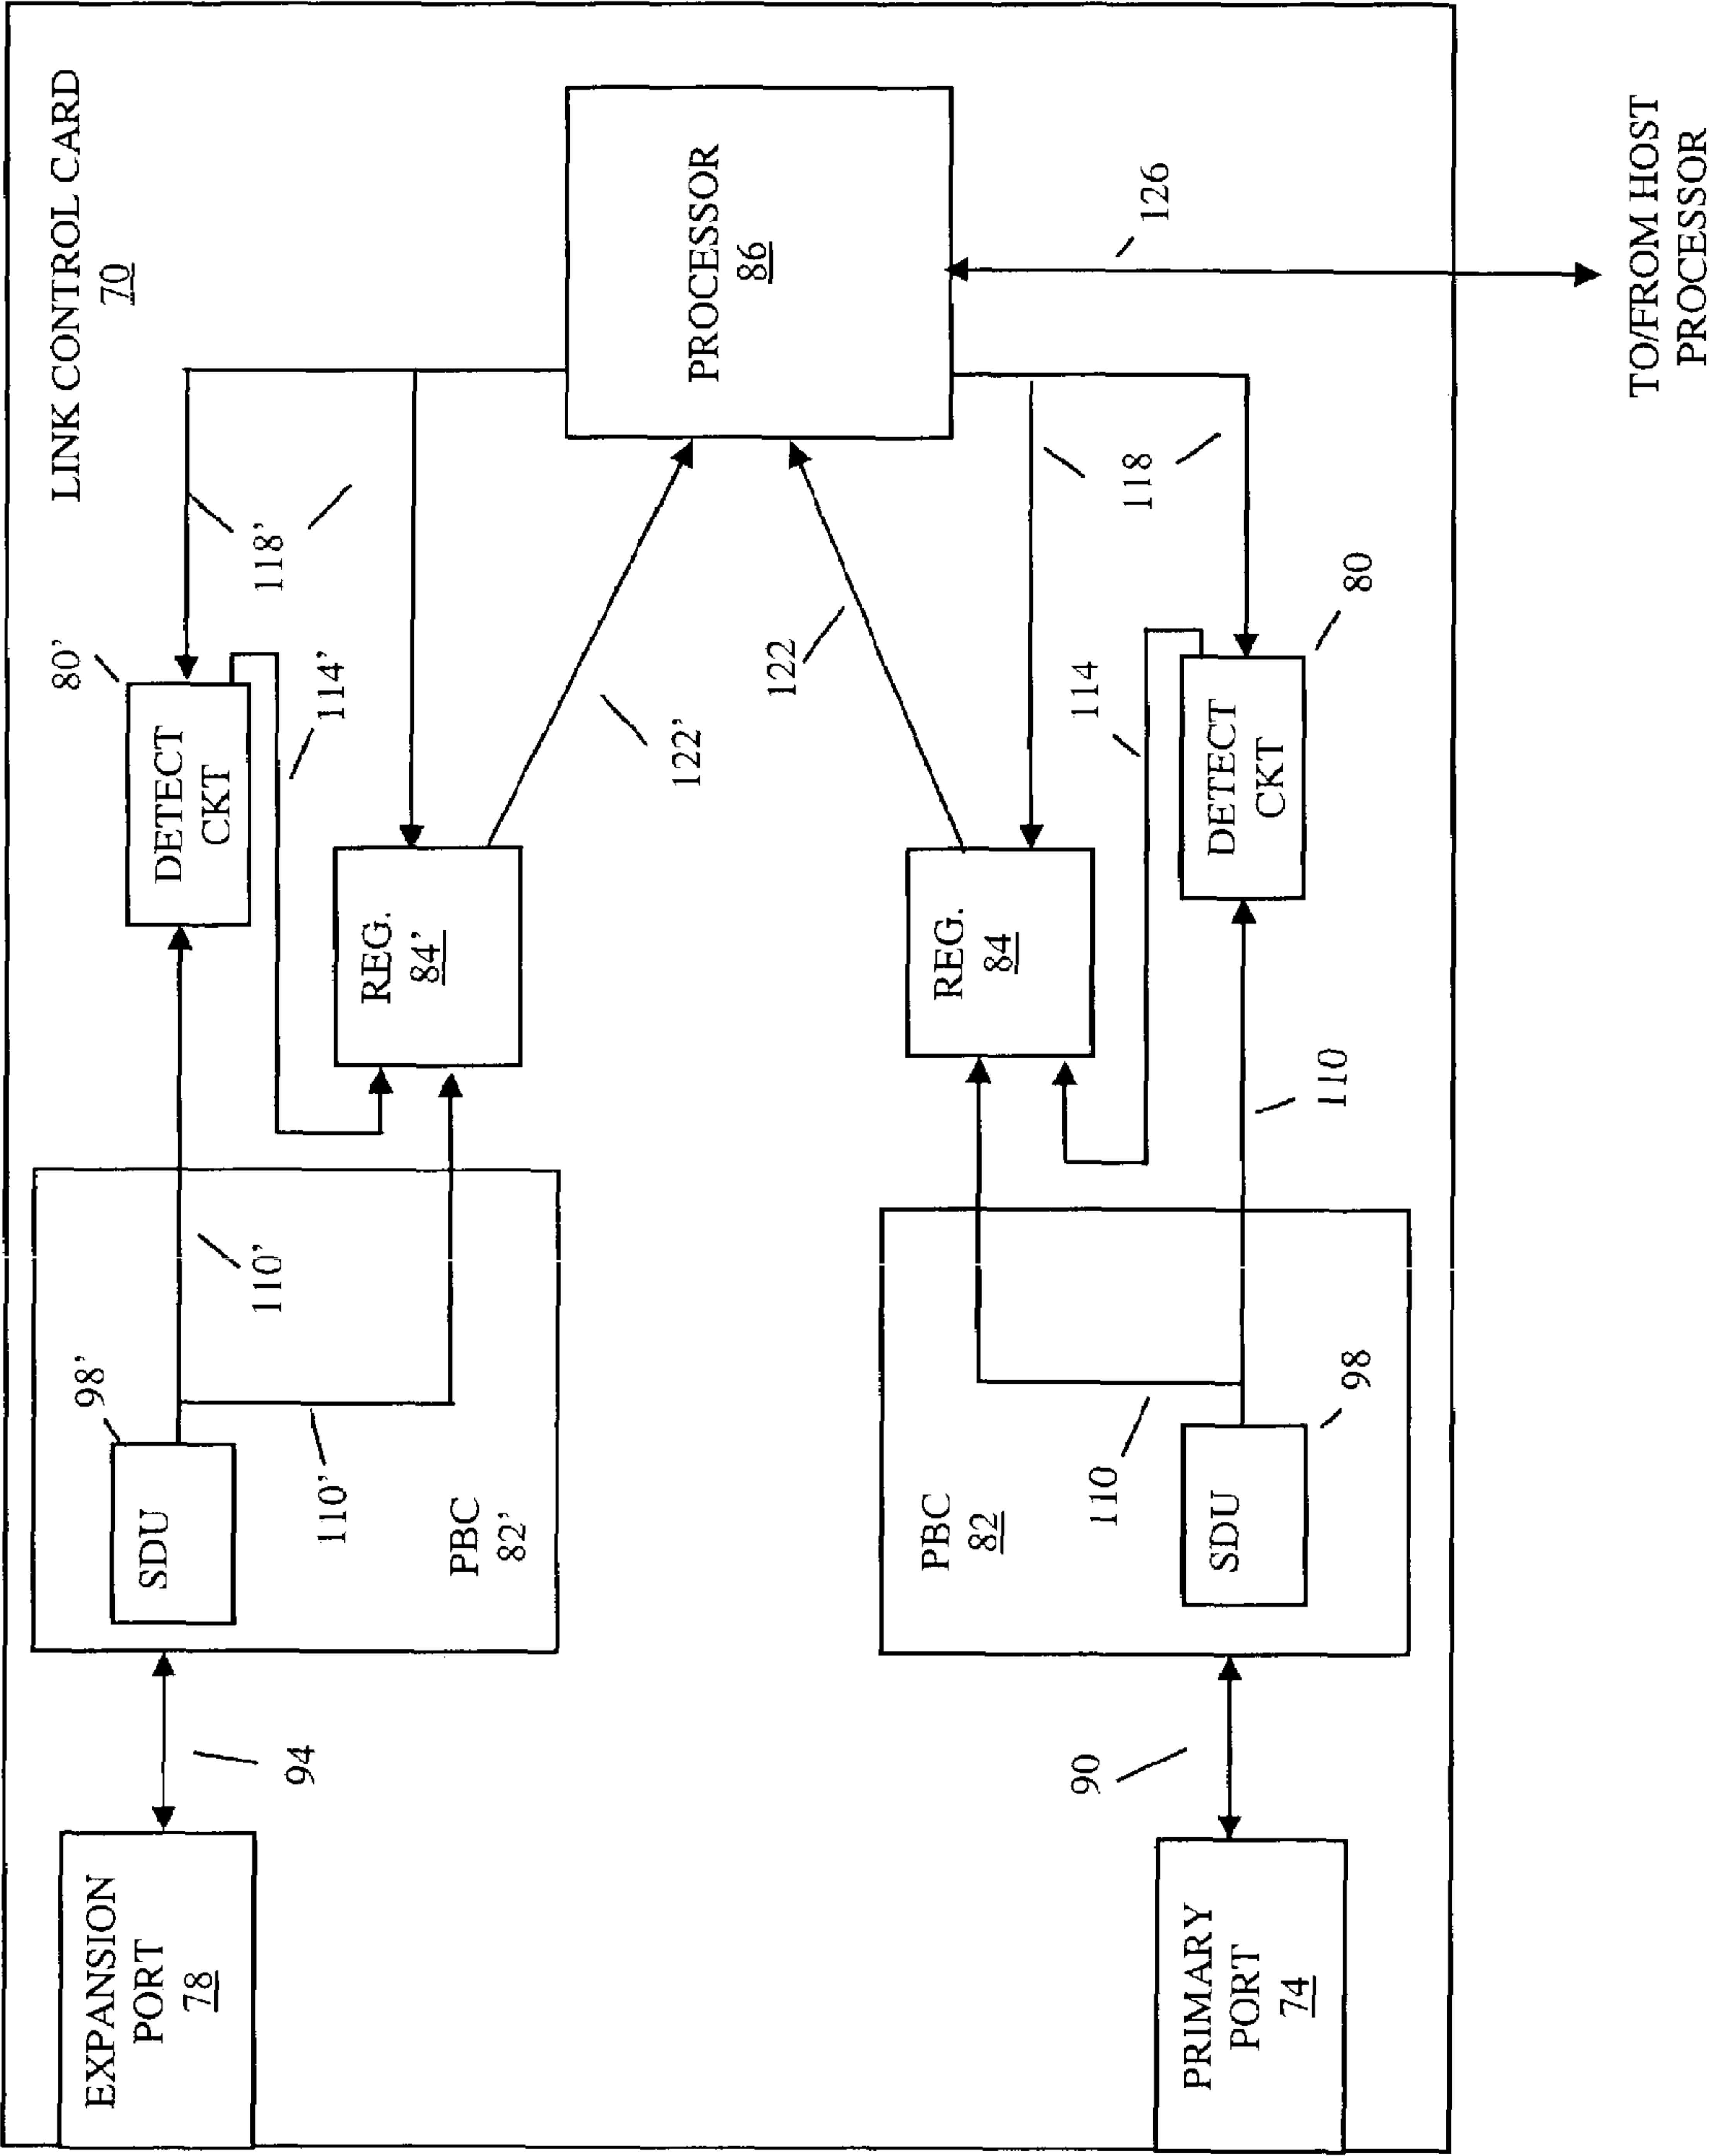 LINK CONTROL CARD
70
EXPANSION
PORT
78
94
SDU
98'
110'
110'
PBC
82'
DETECT
CKT
80'
114'
118'
REG.
84'
122'
PROCESSOR
86
122
REG.
84
118
114
DETECT
CKT
80
110
110
PBC
82
SDU
98
90
PRIMARY
PORT
74
126
TO/FROM HOST
PROCESSOR